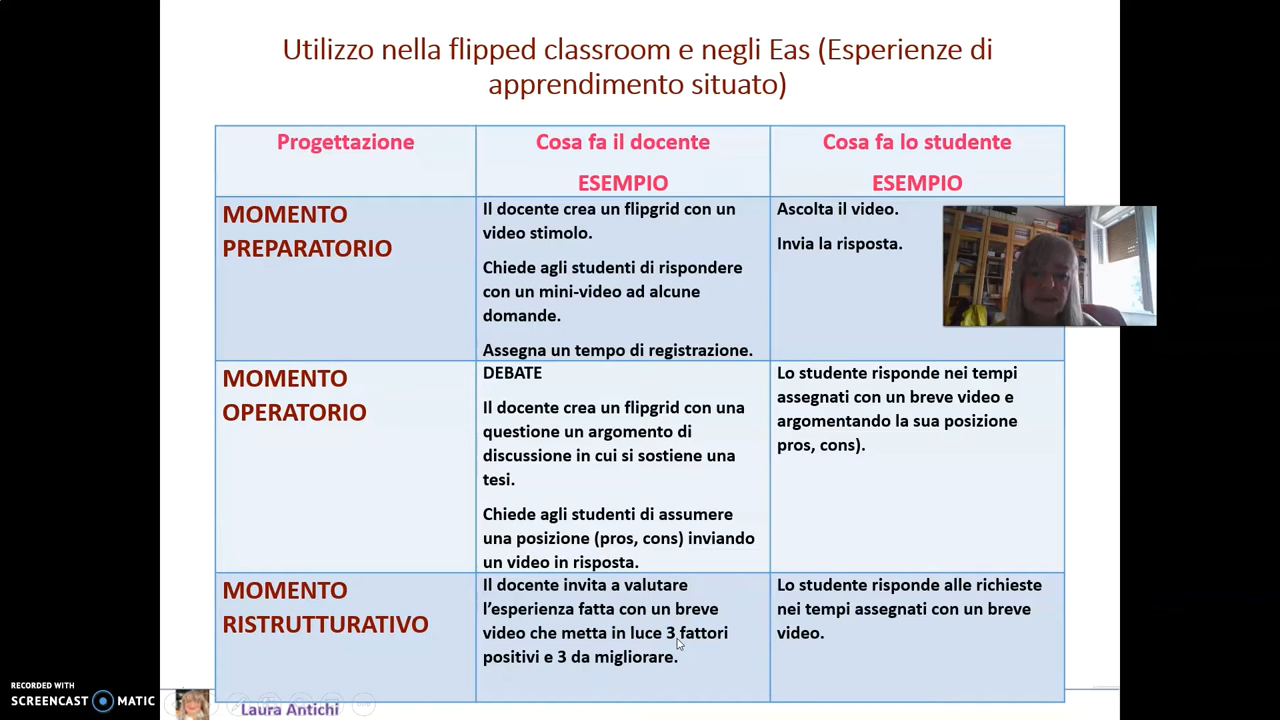 Utilizzo nella flipped classroom e negli Eas (Esperienze di
apprendimento situato)
Progettazione
Cosa fa il docente
ESEMPIO
Cosa fa lo studente
ESEMPIO
MOMENTO
PREPARATORIO
Il docente crea un flipgrid con un
video stimolo.
Chiede agli studenti di rispondere
con un mini-video ad alcune
domande.
Assegna un tempo di registrazione.
Ascolta il video.
Invia la risposta.
MOMENTO
OPERATORIO
DEBATE
Il docente crea un flipgrid con una
questione un argomento di
discussione in cui si sostiene una
tesi.
Chiede agli studenti di assumere
una posizione (pros, cons) inviando
un video in risposta.
Lo studente risponde nei tempi
assegnati con un breve video e
argomentando la sua posizione
pros, cons).
MOMENTO
RISTRUTTURATIVO
Il docente invita a valutare
l'esperienza fatta con un breve
video che metta in luce 3 fattori
positivi e 3 da migliorare.
Lo studente risponde alle richieste
nei tempi assegnati con un breve
video.
RECORDED WITH
SCREENCAST MATIC
Laura Antichi